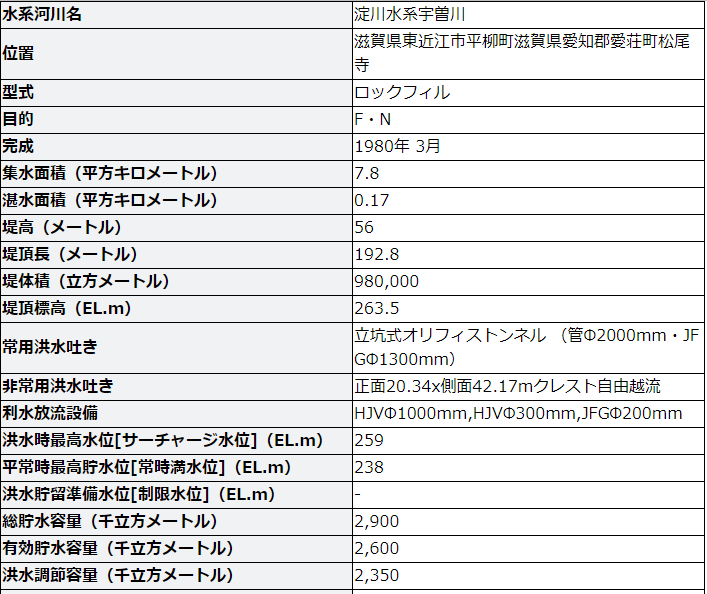 水系河川名 淀川水系宇曽川
位置 滋賀県東近江市平柳町滋賀県愛知郡愛荘町松尾
寺
型式 ロックフィル
目的 F・N
完成 1980年 3月
集水面積（平方キロメートル） 7.8
湛水面積（平方キロメートル） 0.17
堤高（メートル） 56
堤頂長（メートル） 192.8
堤体積（立方メートル） 980,000
堤頂標高（EL.m） 263.5
常用洪水吐き 立坑式オリフィストンネル （管Φ2000mm・JF
GΦ1300mm）
非常用洪水吐き 正面20.34x側面42.17mクレスト自由越流
利水放流設備 HJVΦ1000mm,HJVΦ300mm,JFGΦ200mm
洪水時最高水位[サーチャージ水位]（EL.m） 259
平常時最高貯水位[常時満水位]（EL.m） 238
洪水貯留準備水位[制限水位]（EL.m） -
総貯水容量（千立方メートル） 2,900
有効貯水容量（千立方メートル） 2,600
洪水調節容量（千立方メートル） 2,350